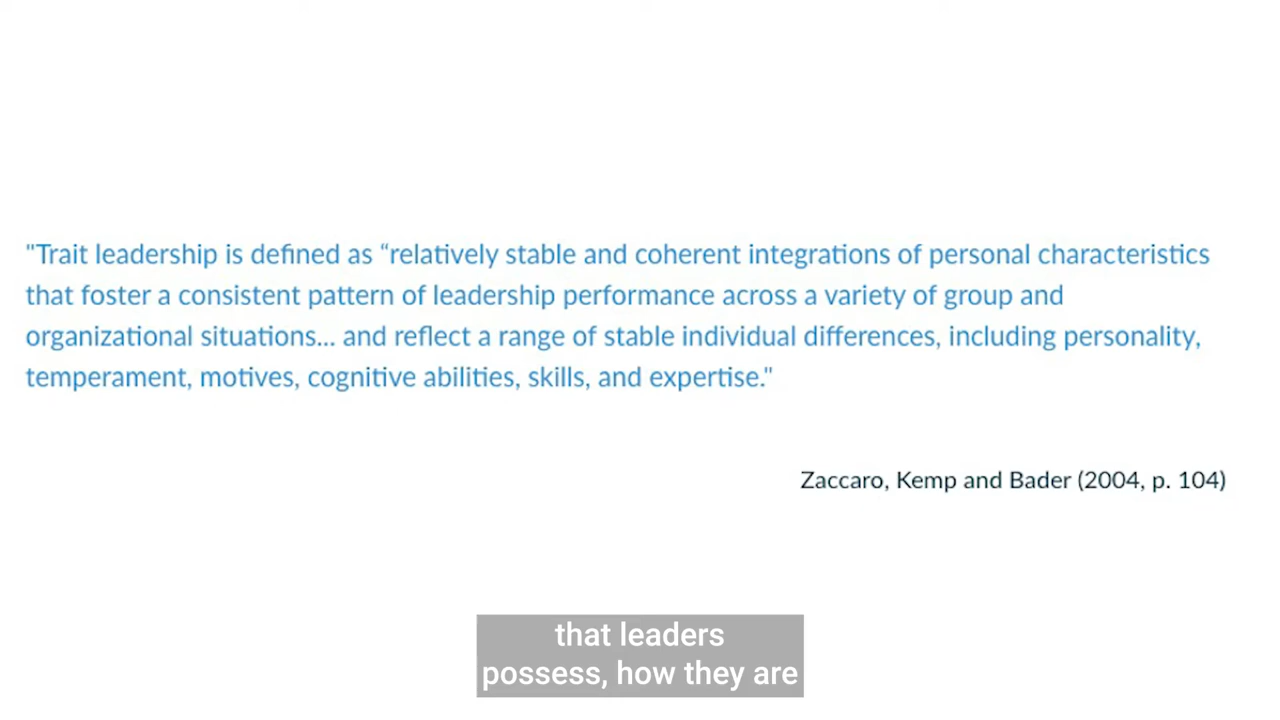 "Trait leadership is defined as “relatively stable and coherent integrations of personal characteristics
that foster a consistent pattern of leadership performance across a variety of group and
organizational situations... and reflect a range of stable individual differences, including personality,
temperament, motives, cognitive abilities, skills, and expertise."
Zaccaro, Kemp and Bader (2004, p. 104)
that leaders
possess, how they are